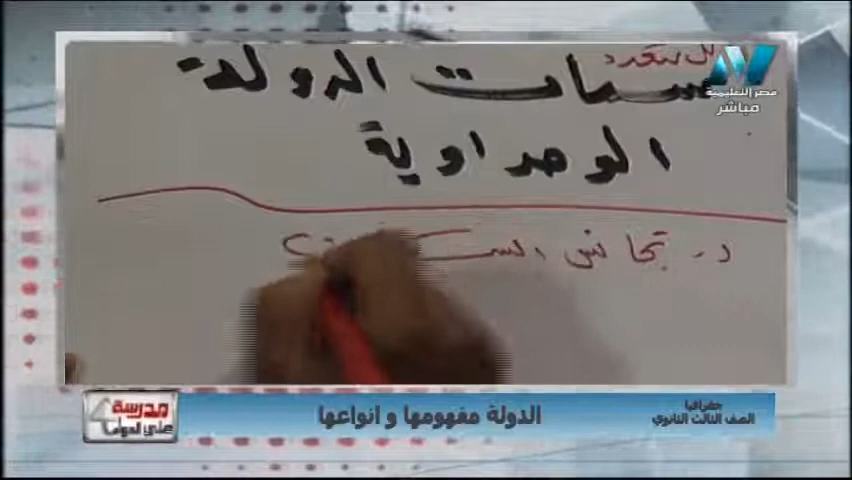 سمات الدولة
الوحداوية
د - تجانس
مصر التعليمية
مباشر
مدرسة
على الهواء
الدولة مفهومها و انواعها
جغرافيا
الصف الثالث الثانوي